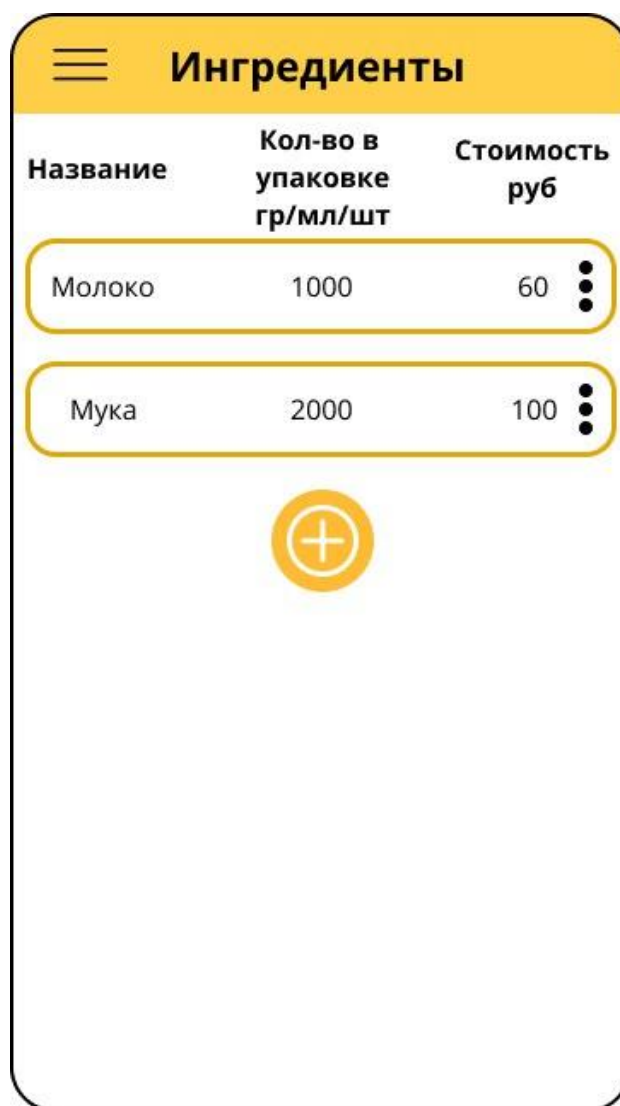 Ингредиенты
Название
Кол-во в
упаковке
гр/мл/шт
Стоимость
руб
Молоко 1000 60
Мука 2000 100